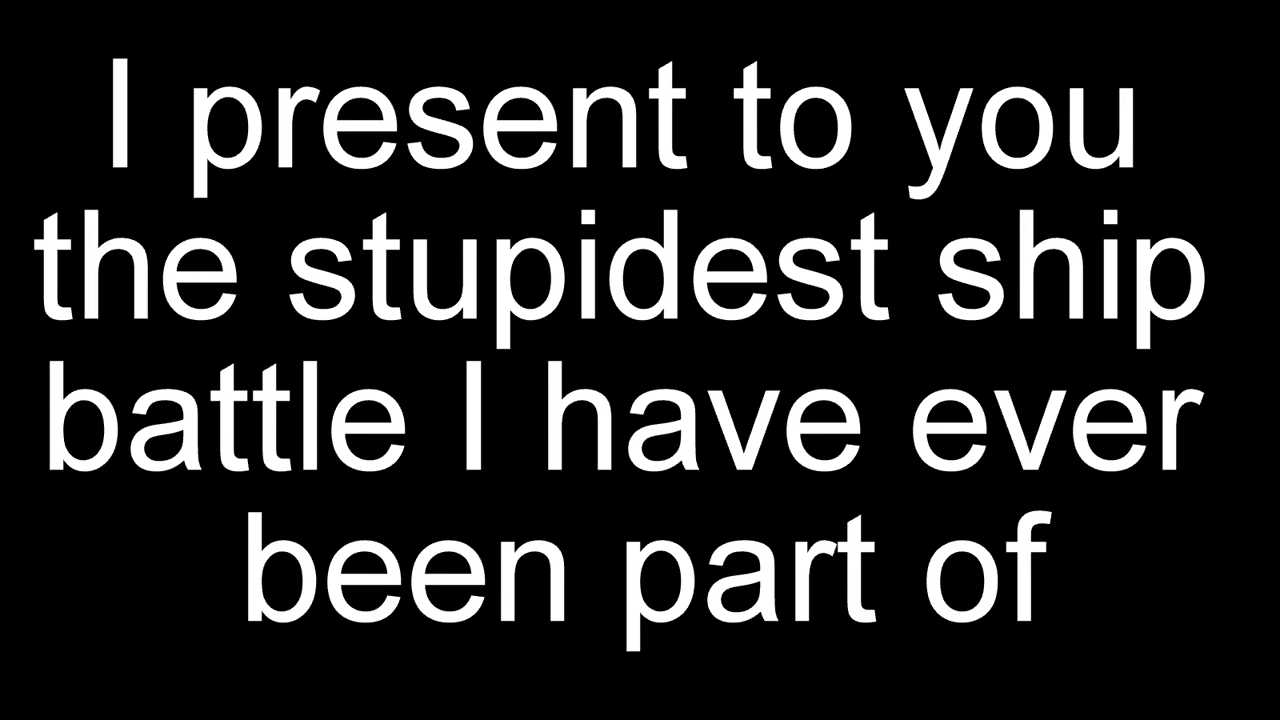 I present to you
the stupidest ship
battle I have ever
been part of